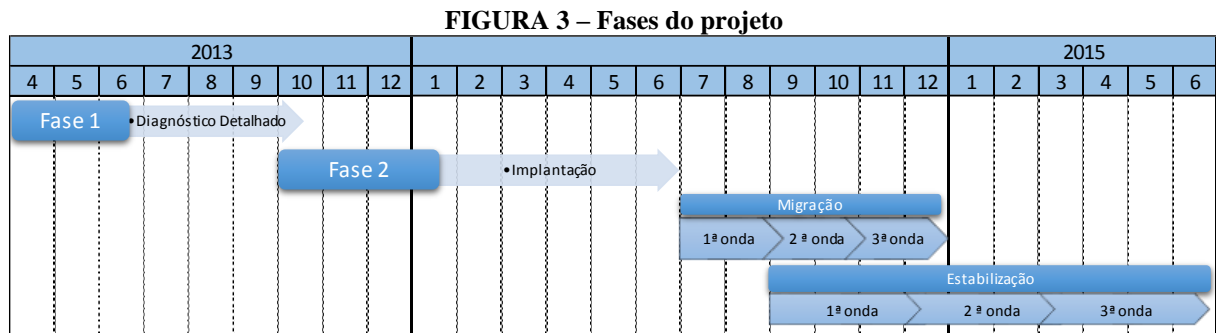 FIGURA 3 – Fases do projeto
2013 2015
4 5 6 7 8 9 10 11 12 1 2 3 4 5 6 7 8 9 10 11 12 1 2 3 4 5 6
Fase 1 •Diagnóstico Detalhado
Fase 2 •Implantação
Migração
1ª onda 2 ª onda 3ª onda
Estabilização
1ª onda 2 ª onda 3ª onda